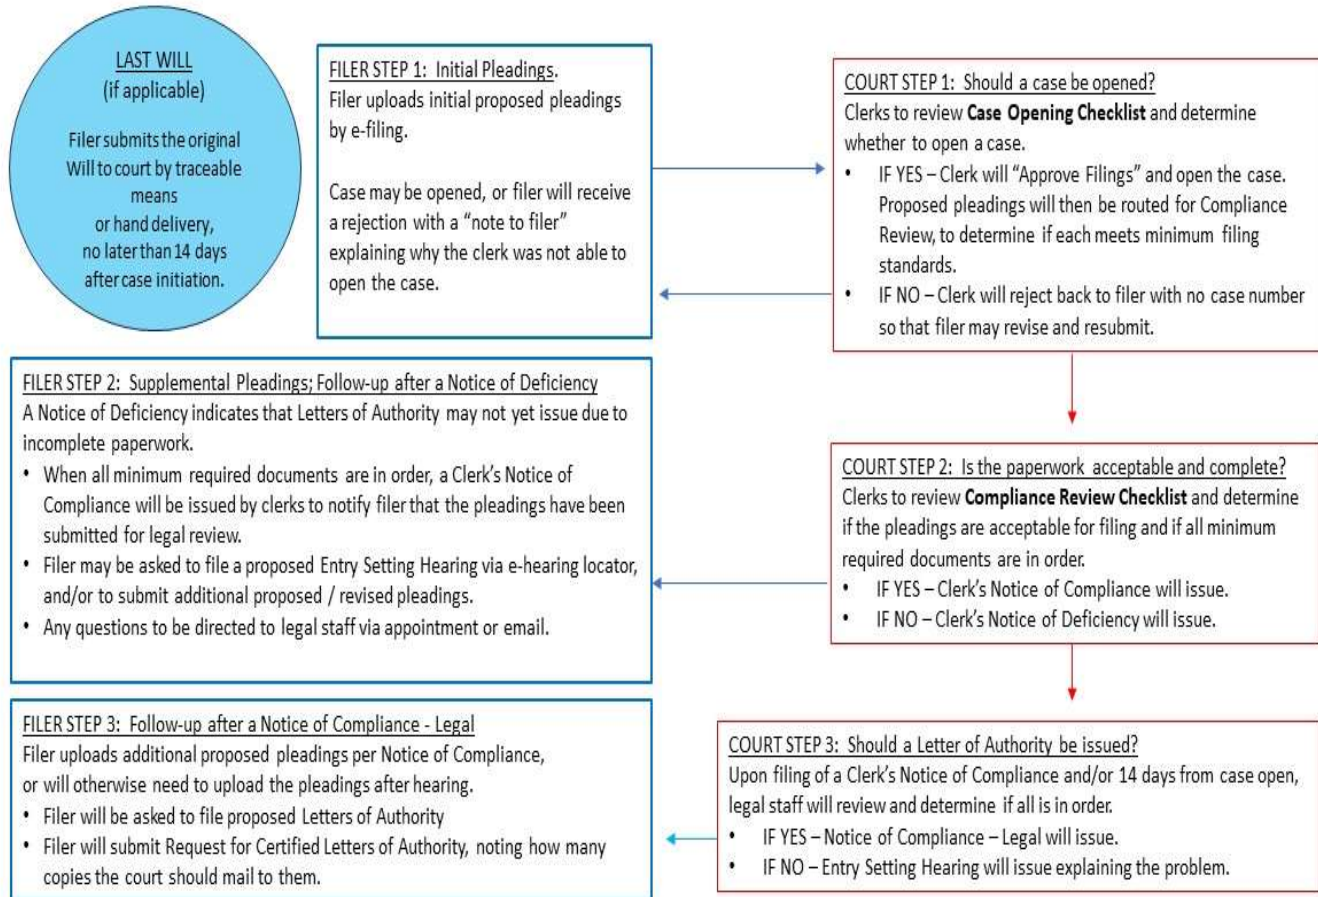 LAST WILL
(if applicable)
Filer submits the original
Will to court by traceable
means
or hand delivery,
no later than 14 days
after case initiation.
FILER STEP 1: Initial Pleadings.
Filer uploads initial proposed pleadings
by e-filing.
Case may be opened, or filer will receive
a rejection with a “note to filer”
explaining why the clerk was not able to
open the case.
COURT STEP 1: Should a case be opened?
Clerks to review Case Opening Checklist and determine
whether to open a case.
• IF YES – Clerk will “Approve Filings” and open the case.
Proposed pleadings will then be routed for Compliance
Review, to determine if each meets minimum filing
standards.
• IF NO – Clerk will reject back to filer with no case number
so that filer may revise and resubmit.
FILER STEP 2: Supplemental Pleadings; Follow-up after a Notice of Deficiency
A Notice of Deficiency indicates that Letters of Authority may not yet issue due to
incomplete paperwork.
• When all minimum required documents are in order, a Clerk’s Notice of
Compliance will be issued by clerks to notify filer that the pleadings have been
submitted for legal review.
• Filer may be asked to file a proposed Entry Setting Hearing via e-hearing locator,
and/or to submit additional proposed / revised pleadings.
• Any questions to be directed to legal staff via appointment or email.
COURT STEP 2: Is the paperwork acceptable and complete?
Clerks to review Compliance Review Checklist and determine
if the pleadings are acceptable for filing and if all minimum
required documents are in order.
• IF YES – Clerk’s Notice of Compliance will issue.
• IF NO – Clerk’s Notice of Deficiency will issue.
FILER STEP 3: Follow-up after a Notice of Compliance - Legal
Filer uploads additional proposed pleadings per Notice of Compliance,
or will otherwise need to upload the pleadings after hearing.
• Filer will be asked to file proposed Letters of Authority
• Filer will submit Request for Certified Letters of Authority, noting how many
copies the court should mail to them.
COURT STEP 3: Should a Letter of Authority be issued?
Upon filing of a Clerk’s Notice of Compliance and/or 14 days from case open,
legal staff will review and determine if all is in order.
• IF YES – Notice of Compliance – Legal will issue.
• IF NO – Entry Setting Hearing will issue explaining the problem.